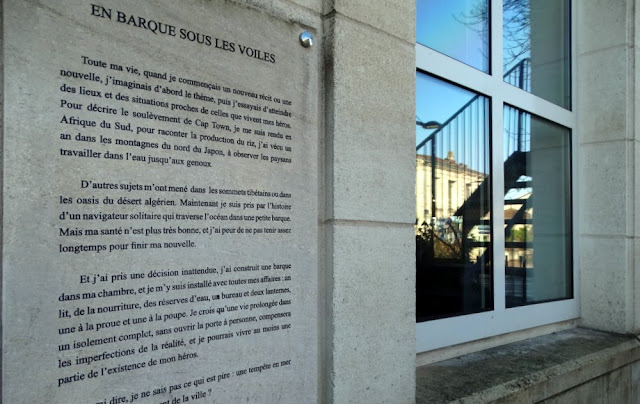 EN BARQUE SOUS LES VOILES
Toute ma vie, quand je commençais un nouveau récit ou une
nouvelle, j'imaginais d'abord le thème, puis j'essayais d'atteindre
des lieux et des situations proches de celles que vivent mes héros.
Pour décrire le soulèvement de Cap Town, je me suis rendu en
Afrique du Sud, pour raconter la production du riz, j'ai vécu un
an dans les montagnes du nord du Japon, à observer les paysans
travailler dans l'eau jusqu'aux genoux.
D'autres sujets m'ont mené dans les sommets tibétains ou dans
les oasis du désert algérien. Maintenant je suis pris par l'histoire
d'un navigateur solitaire qui traverse l'océan dans une petite barque.
Mais ma santé n'est plus très bonne, et j'ai peur de ne pas tenir assez
longtemps pour finir ma nouvelle.
Et j'ai pris une décision inattendue, j'ai construit une barque
dans ma chambre, et je m'y suis installé avec toutes mes affaires : un
lit, de la nourriture, des réserves d'eau, un bureau et deux lanternes,
une à la proue et une à la poupe. Je crois qu'une vie prolongée dans
un isolement complet, sans ouvrir la porte à personne, compensera
les imperfections de la réalité, et je pourrais vivre au moins une
partie de l'existence de mon héros.
mi dire, je ne sais pas ce qui est pire : une tempête en mer
de la ville ?